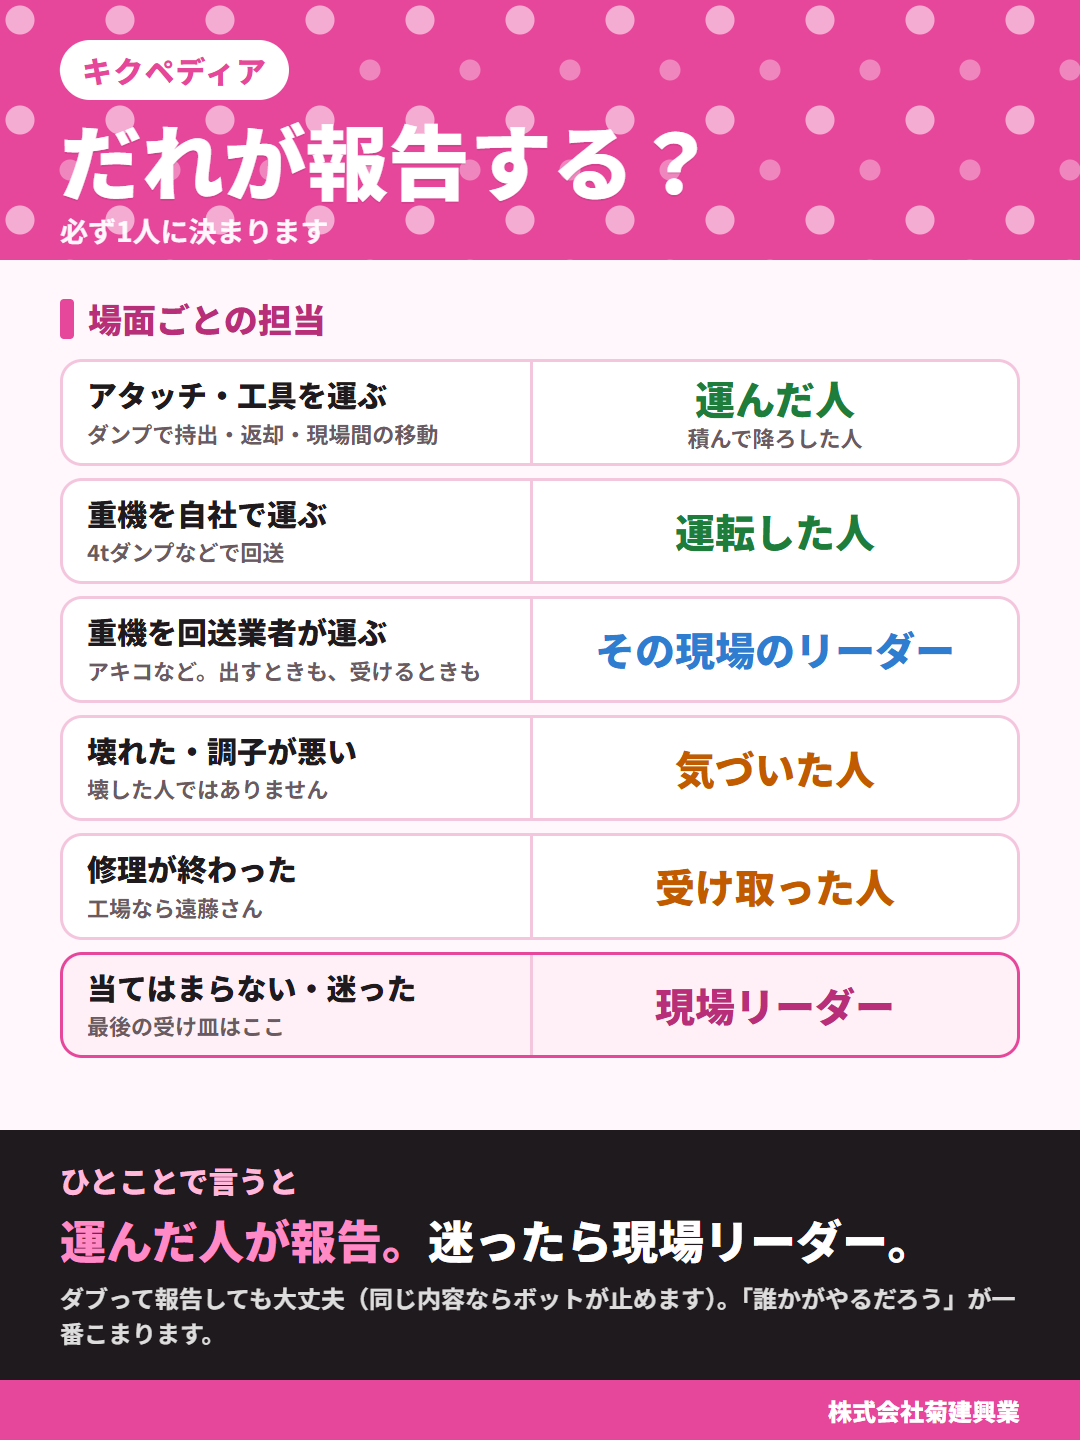 キクペディア
だれが報告する？
必ず1人に決まります
場面ごとの担当
アタッチ・工具を運ぶ
ダンプで持出・返却・現場間の移動
運んだ人
積んで降ろした人
重機を自社で運ぶ
4tダンプなどで回送
運転した人
重機を回送業者が運ぶ
アキコなど。出すときも、受けるときも
その現場のリーダー
壊れた・調子が悪い
壊した人ではありません
気づいた人
修理が終わった
工場なら遠藤さん
受け取った人
当てはまらない・迷った
最後の受け皿はここ
現場リーダー
ひとことで言うと
運んだ人が報告。迷ったら現場リーダー。
ダブって報告しても大丈夫（同じ内容ならボットが止めます）。「誰かがやるだろう」が一
番こまります。
株式会社菊建興業